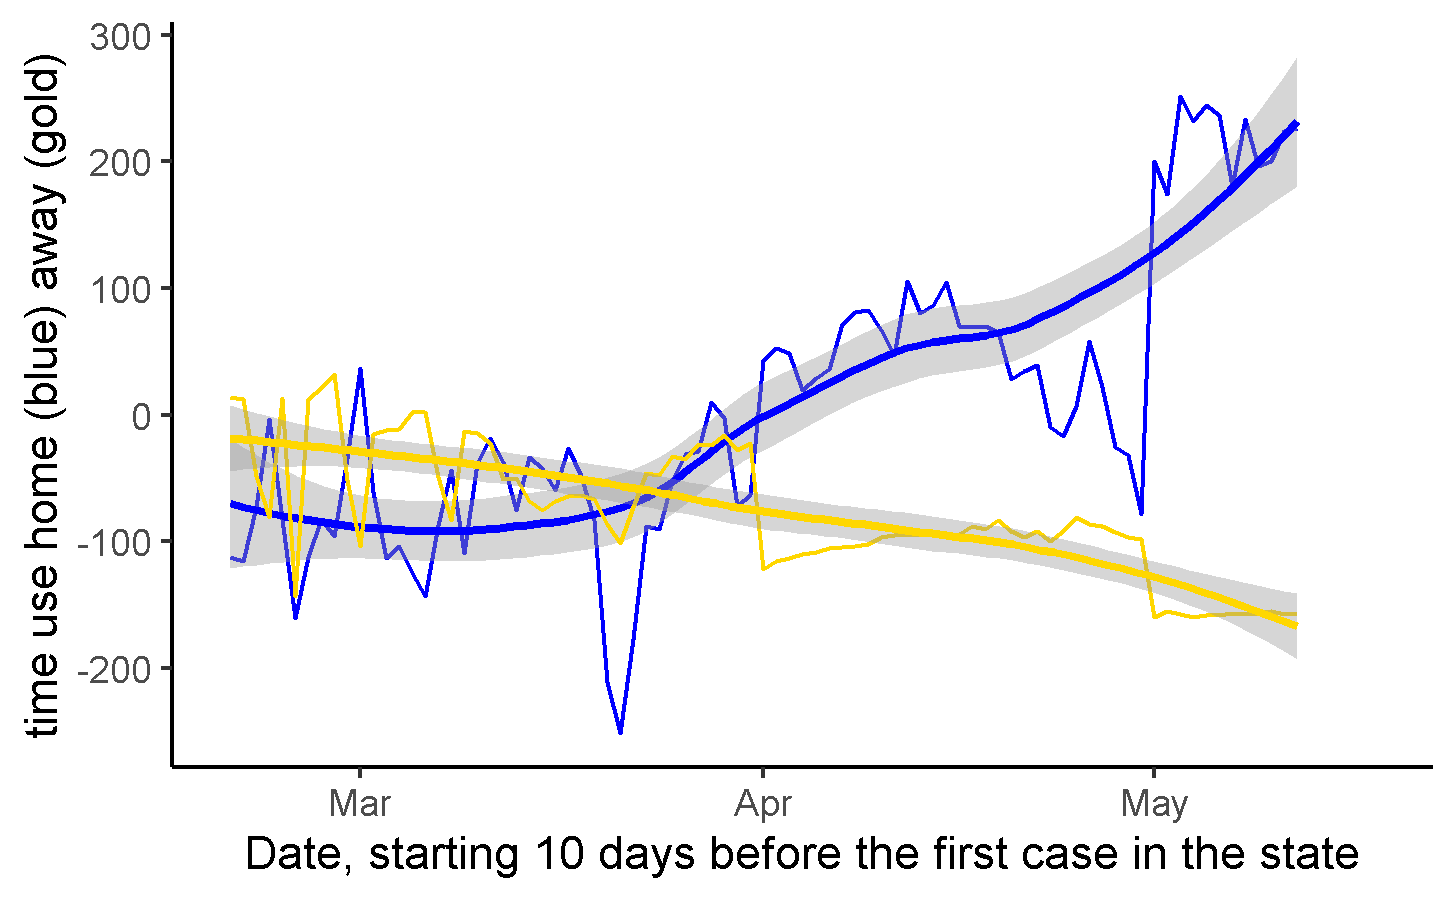 time use home (blue) away (gold)
300
200
100
0
-100
-200
Mar
Apr
May
Date, starting 10 days before the first case in the state